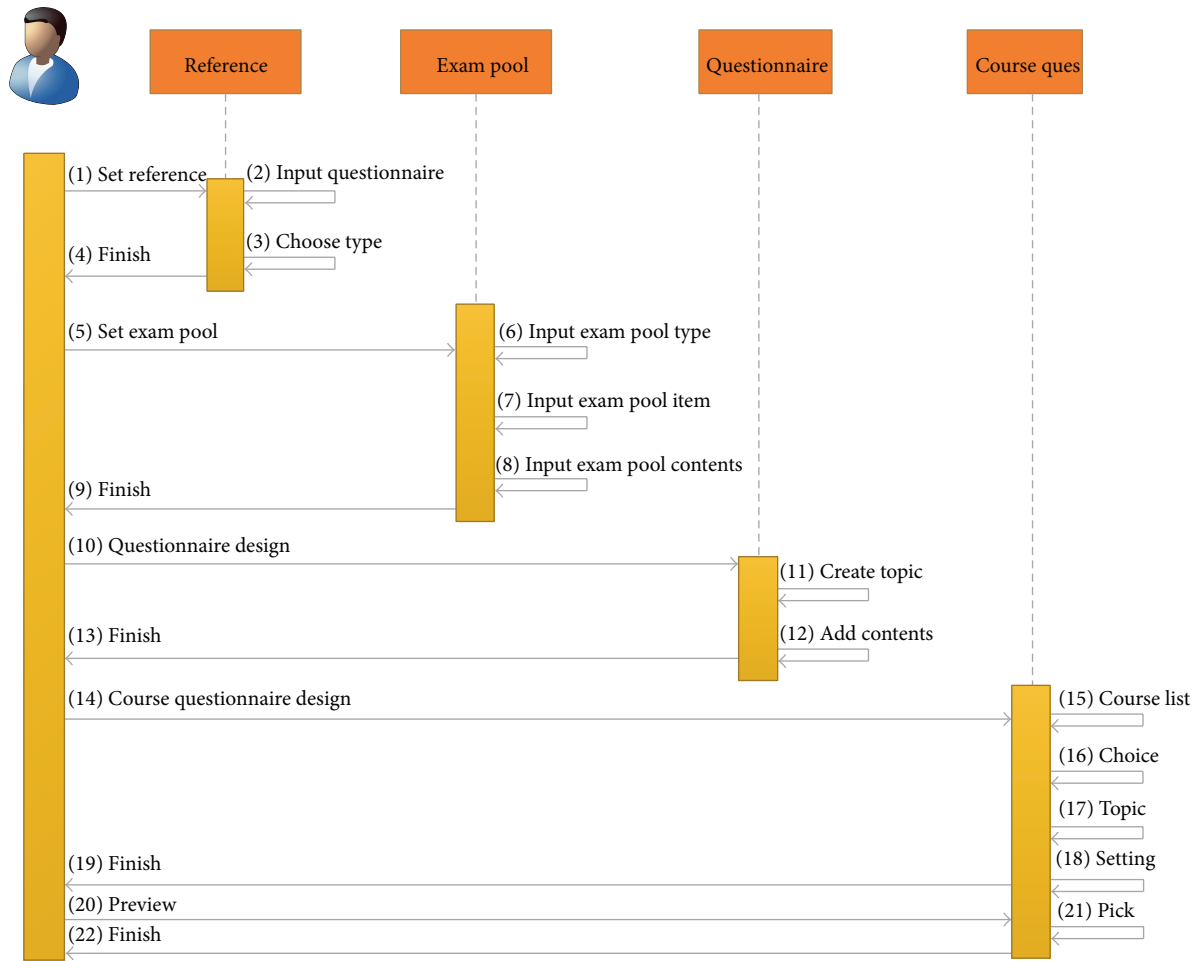 Reference
Exam pool
Questionnaire
Course ques
(1) Set reference
(2) Input questionnaire
(3) Choose type
(4) Finish
(5) Set exam pool
(6) Input exam pool type
(7) Input exam pool item
(8) Input exam pool contents
(9) Finish
(10) Questionnaire design
(11) Create topic
(12) Add contents
(13) Finish
(14) Course questionnaire design
(15) Course list
(16) Choice
(17) Topic
(18) Setting
(19) Finish
(20) Preview
(21) Pick
(22) Finish